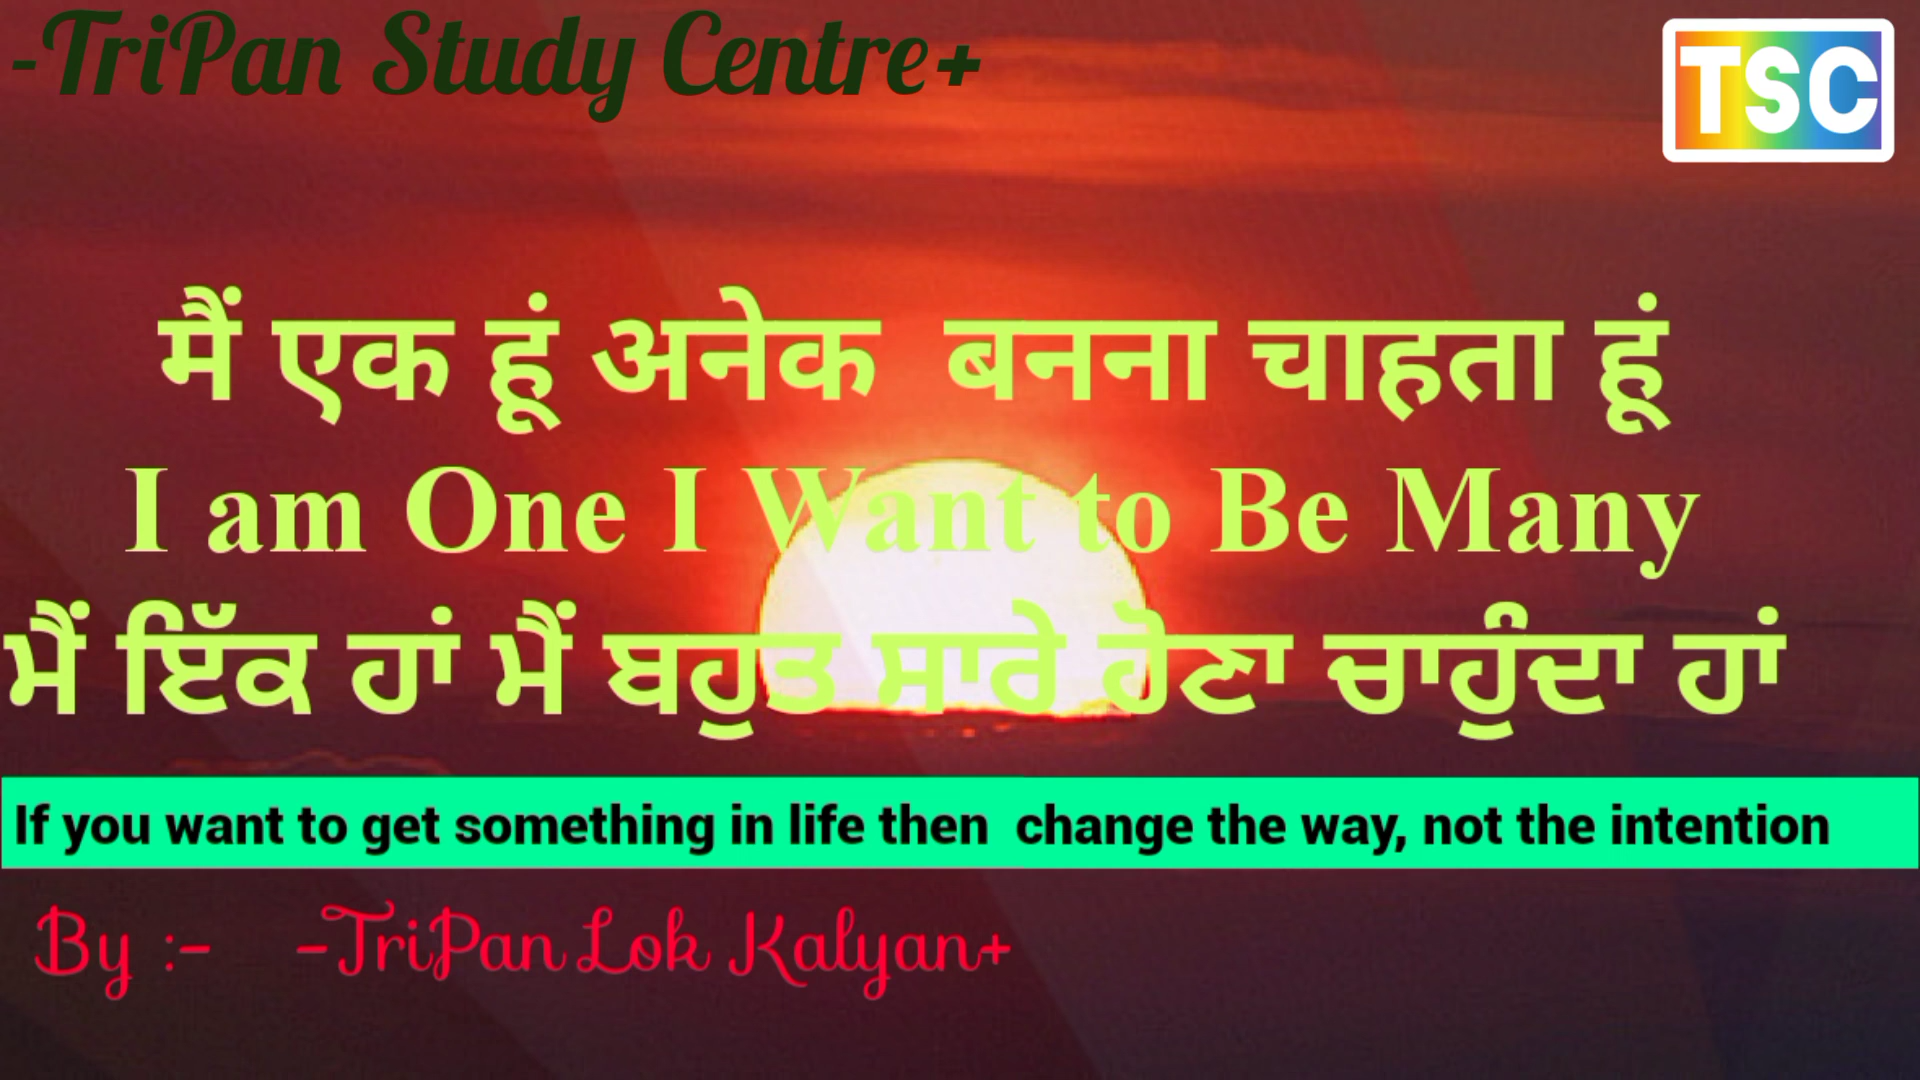 -TriPan Study Centre+
TSC
मैं एक हूं अनेक बनना चाहता हूं
I am One I Want to Be Many
ਮੈਂ ਇੱਕ ਹਾਂ ਮੈਂ ਬਹੁਤ ਸਾਰੇ ਹੋਣਾ ਚਾਹੁੰਦਾ ਹਾਂ
If you want to get something in life then change the way, not the intention
By :- -TriPan Lok Kalyan+